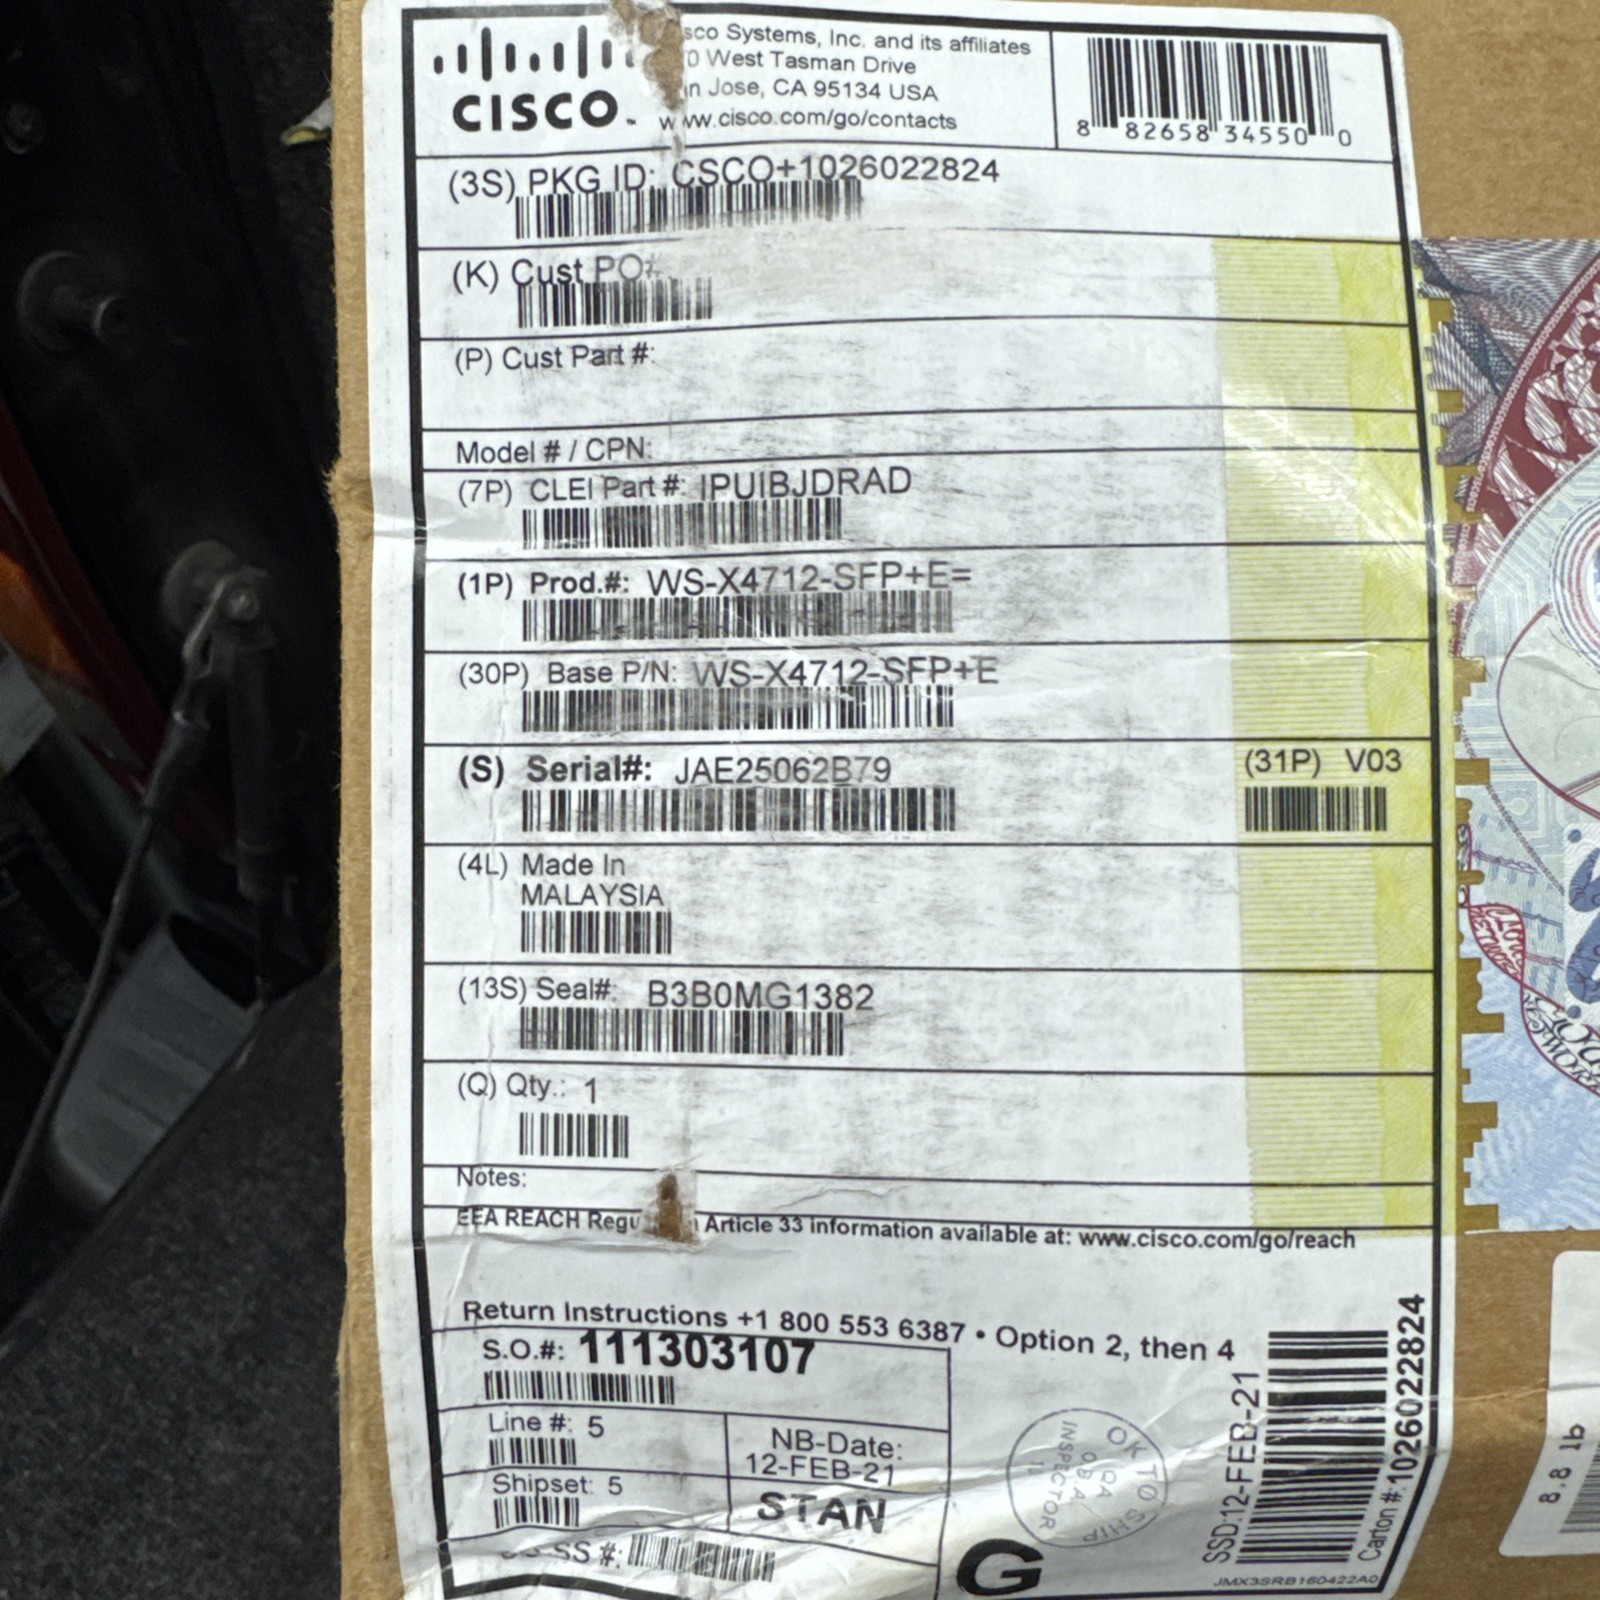 CISCO
sco Systems, Inc. and its affiliates
0 West Tasman Drive
n Jose, CA 95134 USA
www.cisco.com/go/contacts
8 82658 34550 0
(3S) PKG ID: CSCO+1026022824
(K) Cust PO#
(P) Cust Part #:
Model # / CPN:
(7P) CLEI Part #: IPUIBJDRAD
(1P) Prod.#: WS-X4712-SFP+E=
(30P) Base P/N: WS-X4712-SFP+E
(S) Serial#: JAE25062B79
(31P) V03
(4L) Made In
MALAYSIA
(13S) Seal#: B3B0MG1382
(Q) Qty.: 1
Notes:
EEA REACH Regu n Article 33 information available at: www.cisco.com/go/reach
Return Instructions +1 800 553 6387 • Option 2, then 4
S.O.#: 111303107
Line #: 5
NB-Date:
12-FEB-21
Shipset: 5
STAN
SS #:
OK TO SHIP
OBA
INSPECTOR
G
SSD:12-FEB-21
Carton #:1026022824
JMX3SRB160422A0
8.8 lb